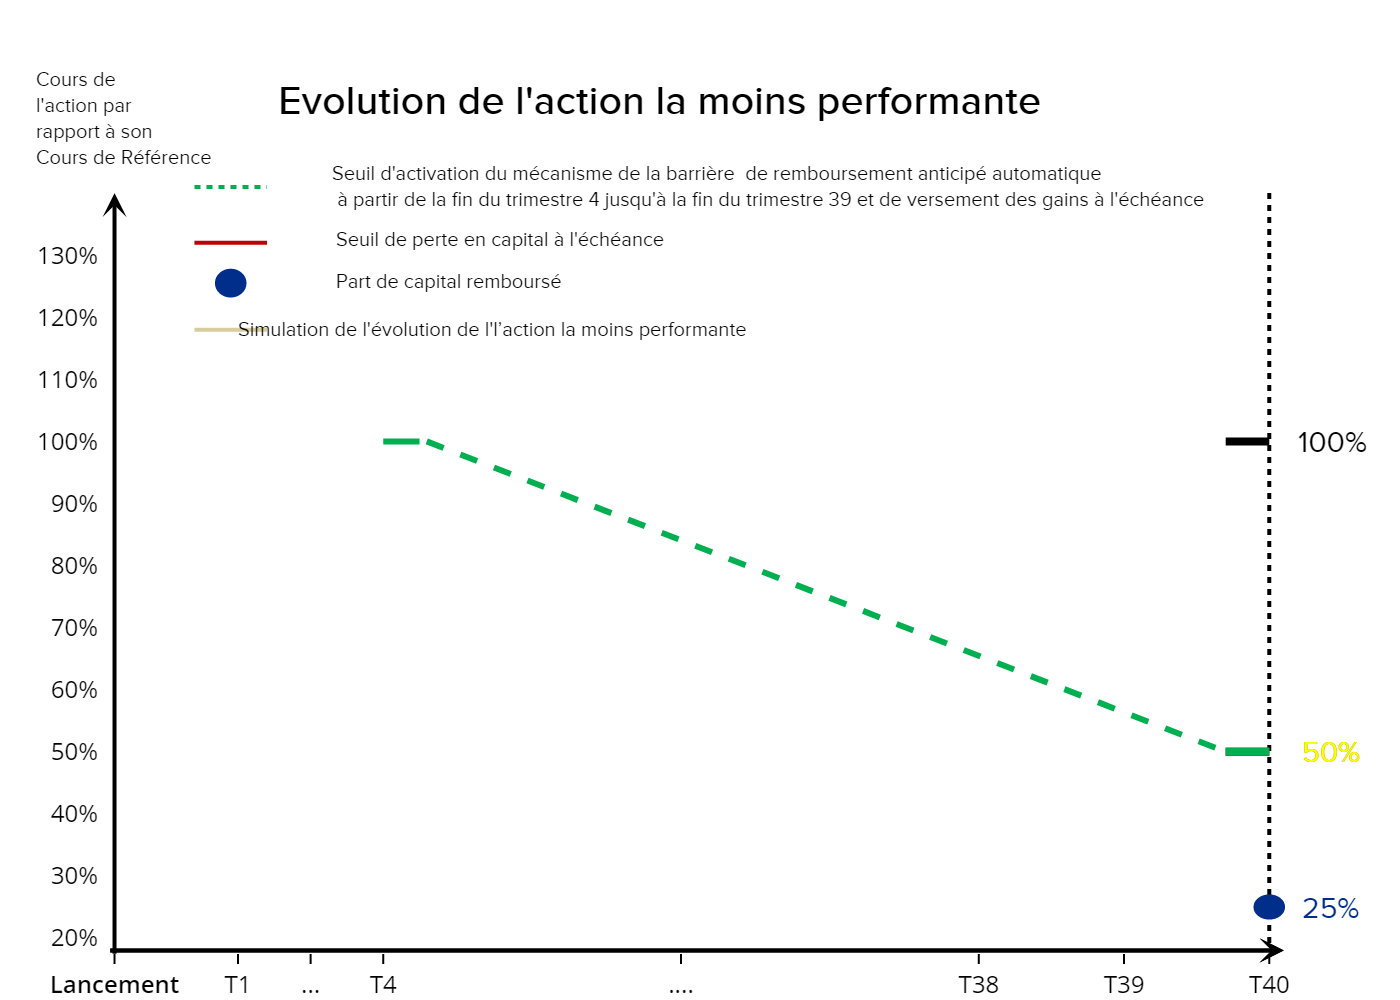 Cours de
l'action par
rapport à son
Cours de Référence
Evolution de l'action la moins performante
Seuil d'activation du mécanisme de la barrière  de remboursement anticipé automatique
à partir de la fin du trimestre 4 jusqu'à la fin du trimestre 39 et de versement des gains à l'échéance
Seuil de perte en capital à l'échéance
Part de capital remboursé
Simulation de l'évolution de l'l’action la moins performante
130%
120%
110%
100%
90%
80%
70%
60%
50%
40%
30%
20%
100%
50%
25%
Lancement T1 ... T4 .... T38 T39 T40